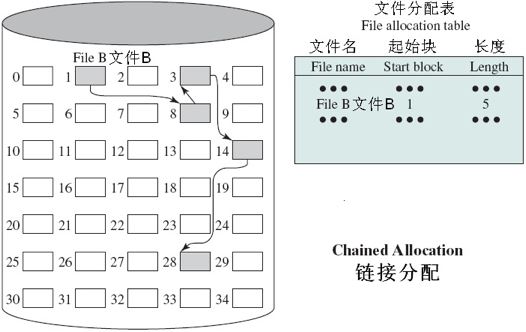 File B 文件B
0 1 2 3 4
5 6 7 8 9
10 11 12 13 14
15 16 17 18 19
20 21 22 23 24
25 26 27 28 29
30 31 32 33 34
文件分配表
File allocation table
文件名 起始块 长度
File name Start block Length
●●● ●●● ●●●
File B 文件B 1 5
●●● ●●● ●●●
Chained Allocation
链接分配